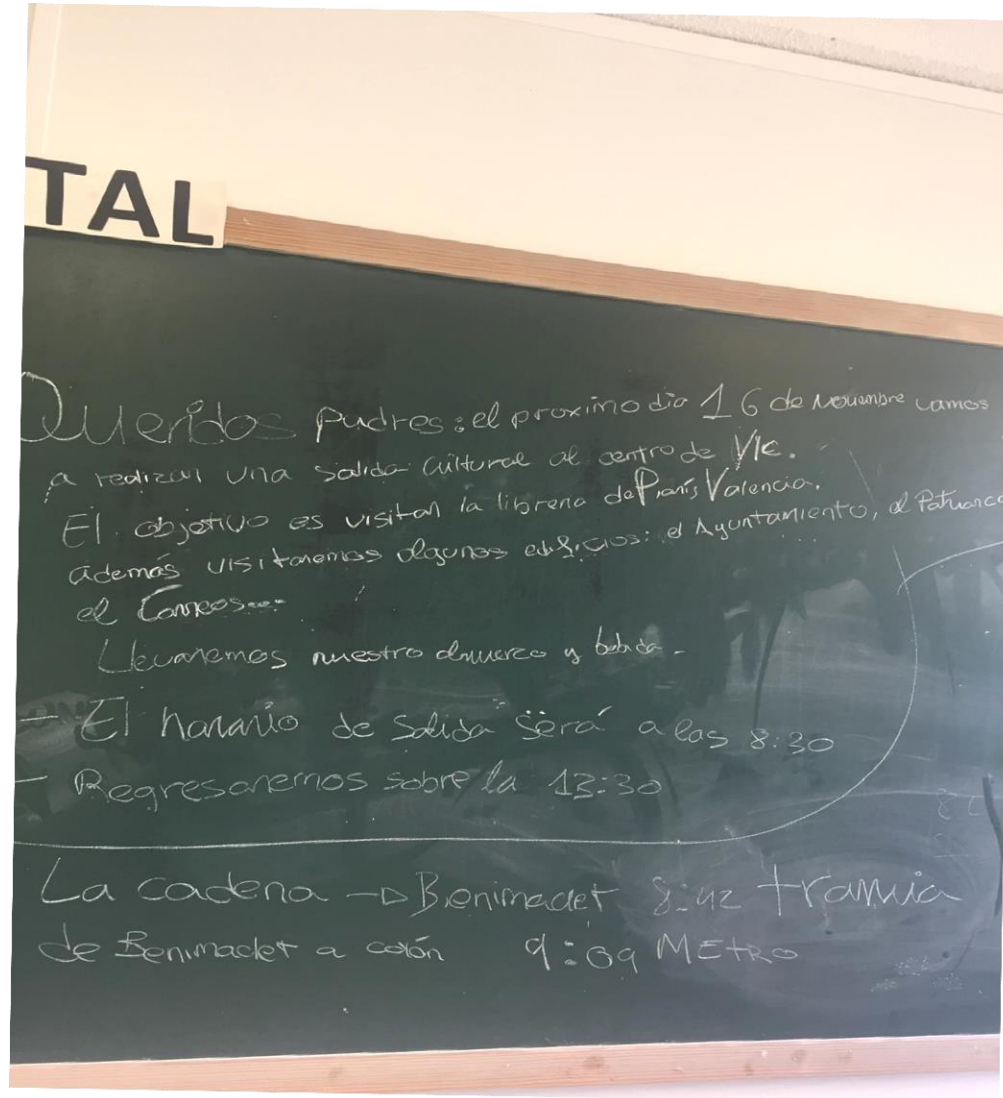 TAL
Queridos padres: el proximo dia 16 de noviembre vamos
a realizar una salida cultural al centro de Vlc.
El objetivo es visitar la libreria de París Valencia.
además visitaremos algunos edificios: el Ayuntamiento, el Patriarca
el Correos...
Llevaremos nuestro almuerzo y bebida.
- El horario de salida será a las 8:30
- Regresaremos sobre la 13:30
La cadena → Benimaclet 8:42 tramvia
de Benimaclet a colón 9:09 METRO